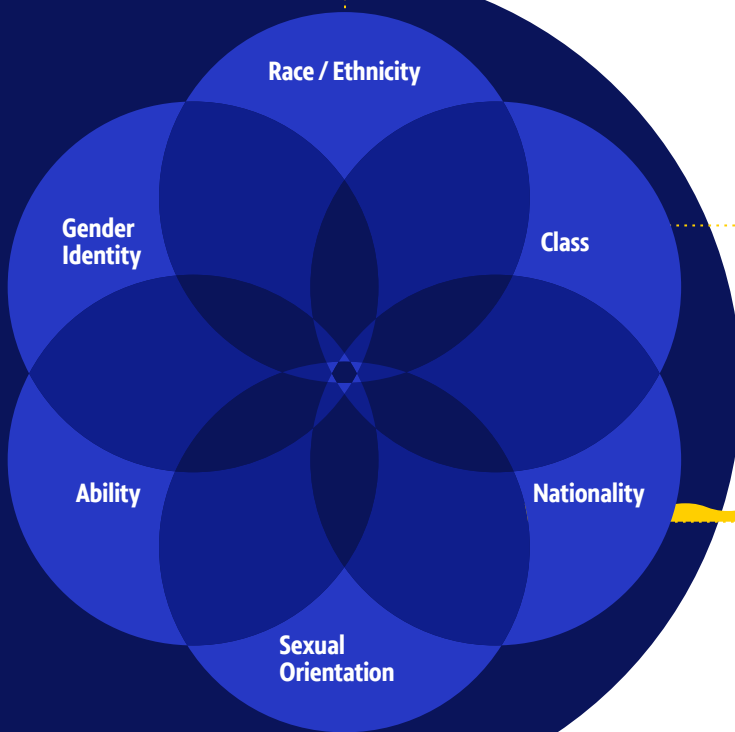 Race / Ethnicity
Gender
Identity
Class
Ability
Nationality
Sexual
Orientation